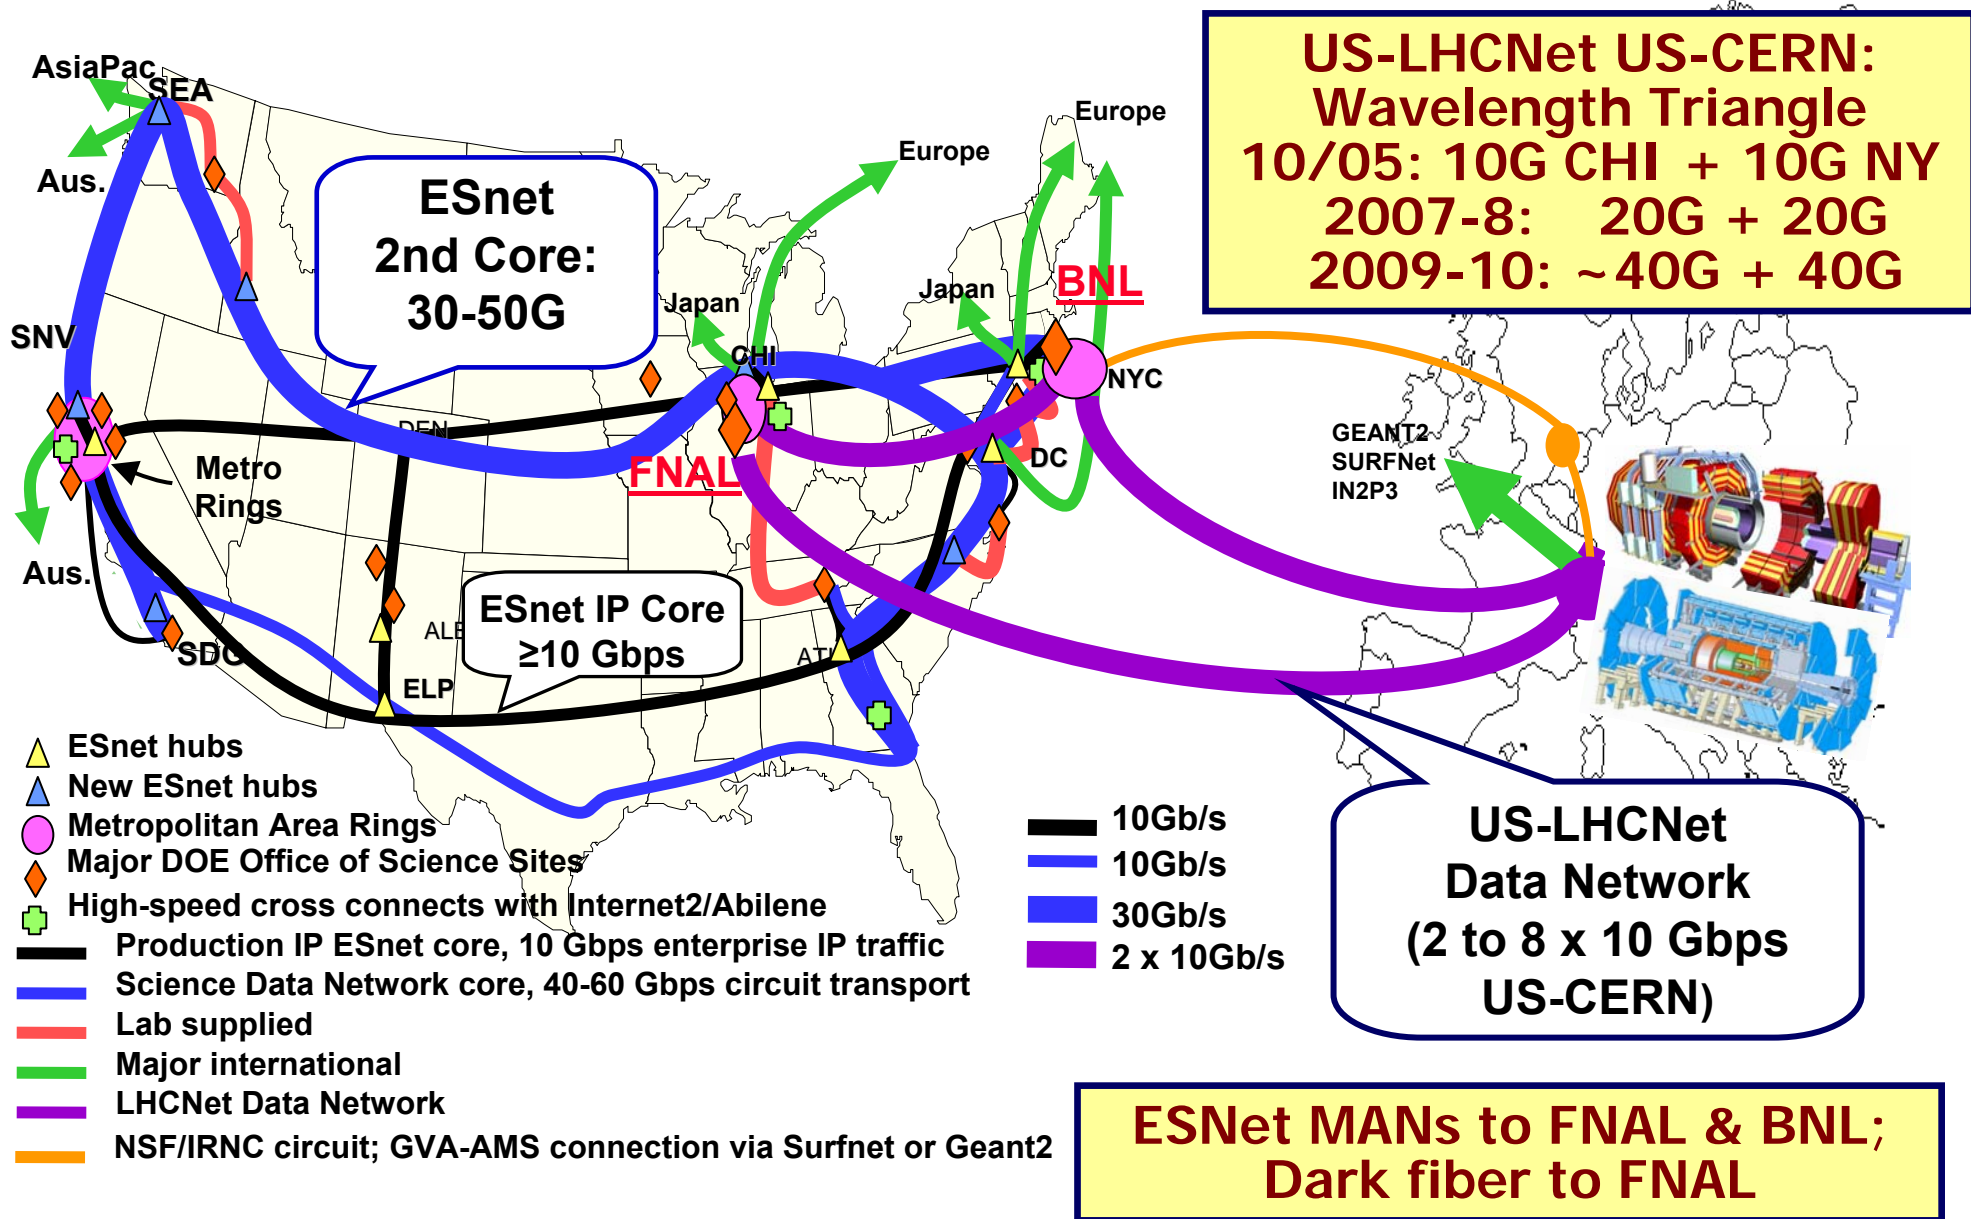 US-LHCNet US-CERN:
Wavelength Triangle
10/05: 10G CHI + 10G NY
2007-8: 20G + 20G
2009-10: ~40G + 40G
AsiaPac
SEA
Aus.
Europe
Europe
ESnet
2nd Core:
30-50G
Japan
Japan
BNL
SNV
CHI
NYC
DEN
DC
Metro
Rings
FNAL
GEANT2
SURFNet
IN2P3
Aus.
ESnet IP Core
≥10 Gbps
ALB
ATL
SDG
ELP
ESnet hubs
New ESnet hubs
Metropolitan Area Rings
Major DOE Office of Science Sites
High-speed cross connects with Internet2/Abilene
Production IP ESnet core, 10 Gbps enterprise IP traffic
Science Data Network core, 40-60 Gbps circuit transport
Lab supplied
Major international
LHCNet Data Network
NSF/IRNC circuit; GVA-AMS connection via Surfnet or Geant2
10Gb/s
10Gb/s
30Gb/s
2 x 10Gb/s
US-LHCNet
Data Network
(2 to 8 x 10 Gbps
US-CERN)
ESNet MANs to FNAL & BNL;
Dark fiber to FNAL